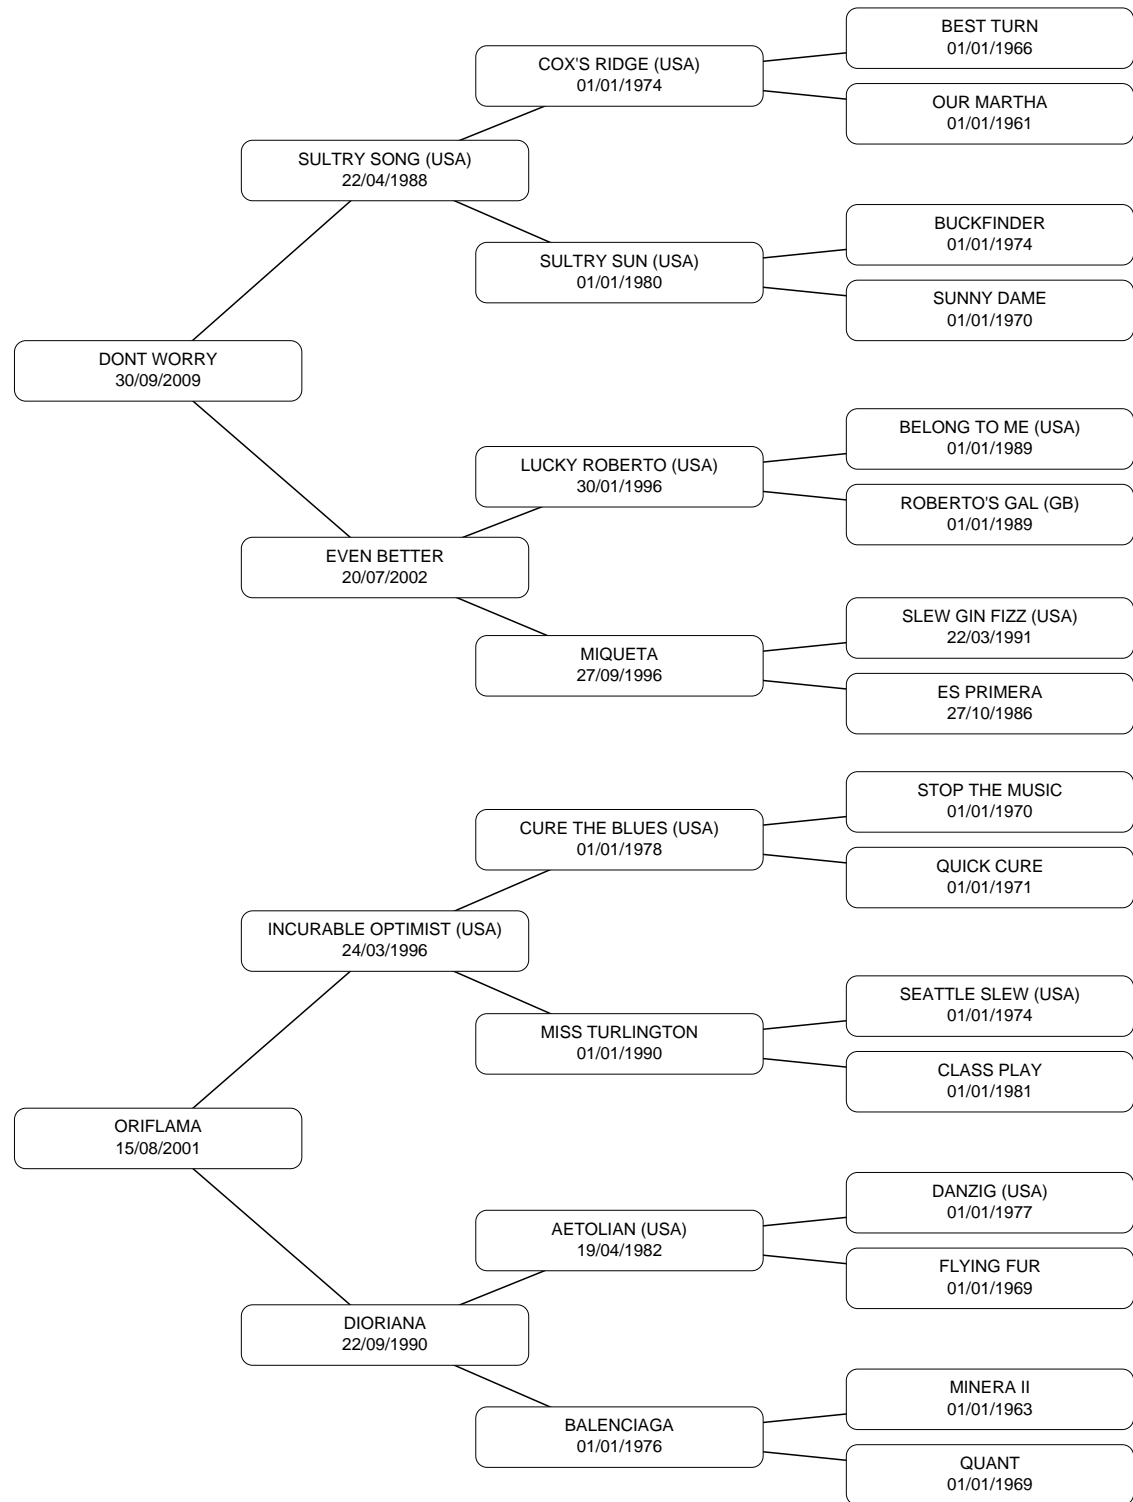 BEST TURN
01/01/1966
COX'S RIDGE (USA)
01/01/1974
OUR MARTHA
01/01/1961
SULTRY SONG (USA)
22/04/1988
BUCKFINDER
01/01/1974
SULTRY SUN (USA)
01/01/1980
SUNNY DAME
01/01/1970
DONT WORRY
30/09/2009
BELONG TO ME (USA)
01/01/1989
LUCKY ROBERTO (USA)
30/01/1996
ROBERTO'S GAL (GB)
01/01/1989
EVEN BETTER
20/07/2002
SLEW GIN FIZZ (USA)
22/03/1991
MIQUETA
27/09/1996
ES PRIMERA
27/10/1986
STOP THE MUSIC
01/01/1970
CURE THE BLUES (USA)
01/01/1978
QUICK CURE
01/01/1971
INCURABLE OPTIMIST (USA)
24/03/1996
SEATTLE SLEW (USA)
01/01/1974
MISS TURLINGTON
01/01/1990
CLASS PLAY
01/01/1981
ORIFLAMA
15/08/2001
DANZIG (USA)
01/01/1977
AETOLIAN (USA)
19/04/1982
FLYING FUR
01/01/1969
DIORIANA
22/09/1990
MINERA II
01/01/1963
BALENCIAGA
01/01/1976
QUANT
01/01/1969